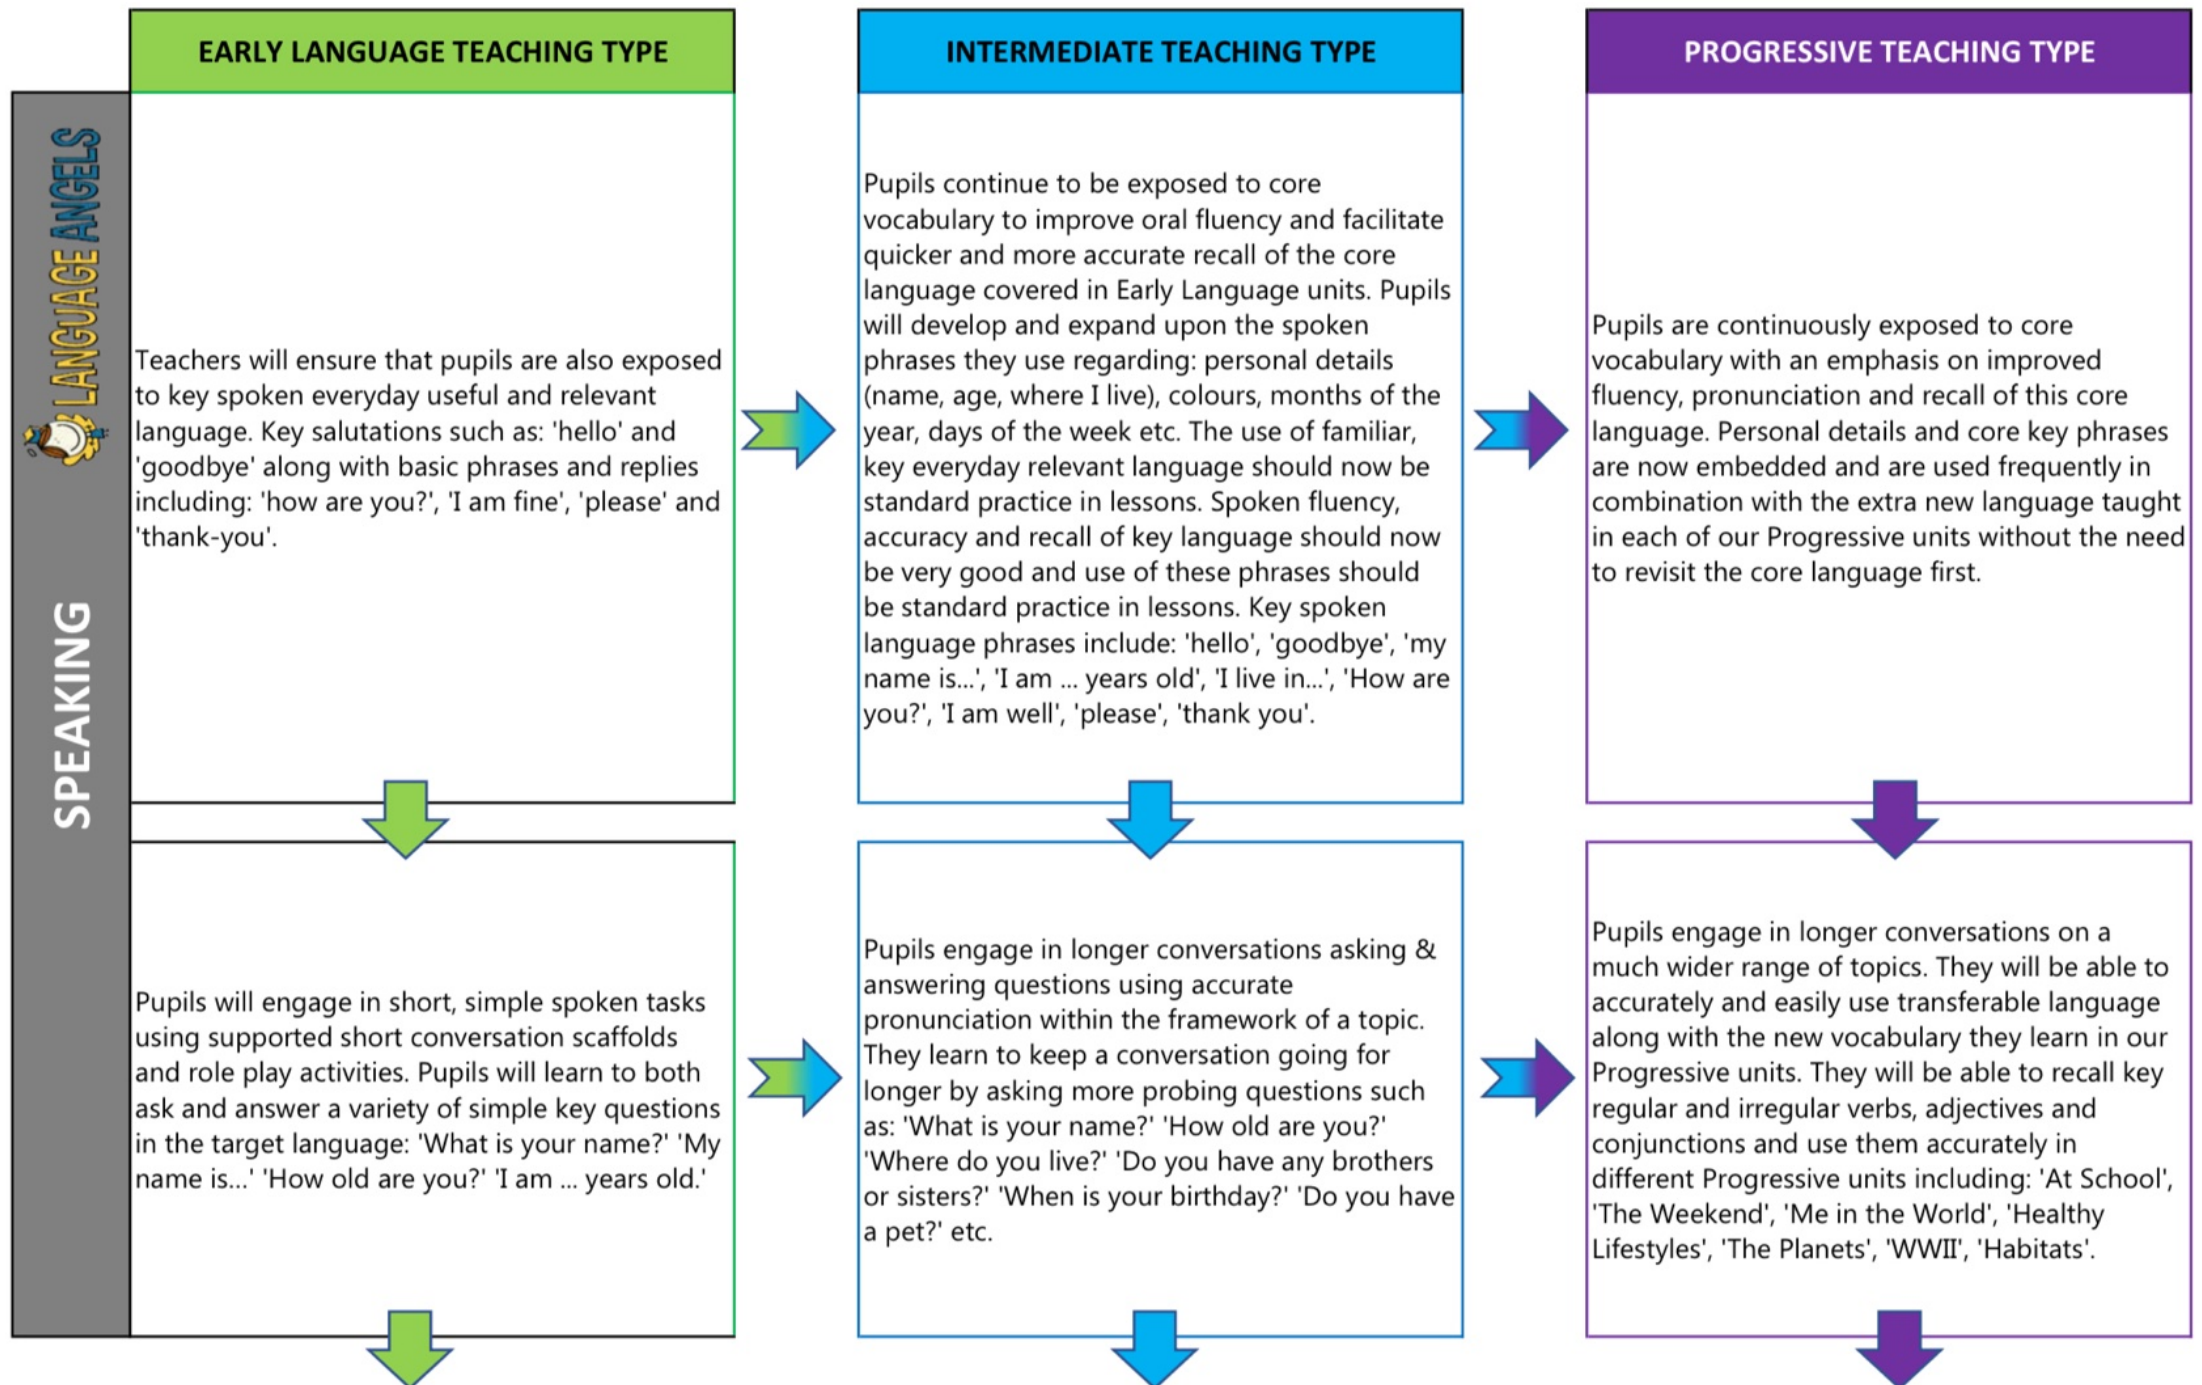 EARLY LANGUAGE TEACHING TYPE
INTERMEDIATE TEACHING TYPE
PROGRESSIVE TEACHING TYPE
LANGUAGE ANGELS
SPEAKING
Teachers will ensure that pupils are also exposed
to key spoken everyday useful and relevant
language. Key salutations such as: 'hello' and
'goodbye' along with basic phrases and replies
including: 'how are you?', 'I am fine', 'please' and
'thank-you'.
Pupils continue to be exposed to core
vocabulary to improve oral fluency and facilitate
quicker and more accurate recall of the core
language covered in Early Language units. Pupils
will develop and expand upon the spoken
phrases they use regarding: personal details
(name, age, where I live), colours, months of the
year, days of the week etc. The use of familiar,
key everyday relevant language should now be
standard practice in lessons. Spoken fluency,
accuracy and recall of key language should now
be very good and use of these phrases should
be standard practice in lessons. Key spoken
language phrases include: 'hello', 'goodbye', 'my
name is...', 'I am ... years old', 'I live in...', 'How are
you?', 'I am well', 'please', 'thank you'.
Pupils are continuously exposed to core
vocabulary with an emphasis on improved
fluency, pronunciation and recall of this core
language. Personal details and core key phrases
are now embedded and are used frequently in
combination with the extra new language taught
in each of our Progressive units without the need
to revisit the core language first.
Pupils will engage in short, simple spoken tasks
using supported short conversation scaffolds
and role play activities. Pupils will learn to both
ask and answer a variety of simple key questions
in the target language: 'What is your name?' 'My
name is...' 'How old are you?' 'I am ... years old.'
Pupils engage in longer conversations asking &
answering questions using accurate
pronunciation within the framework of a topic.
They learn to keep a conversation going for
longer by asking more probing questions such
as: 'What is your name?' 'How old are you?'
'Where do you live?' 'Do you have any brothers
or sisters?' 'When is your birthday?' 'Do you have
a pet?' etc.
Pupils engage in longer conversations on a
much wider range of topics. They will be able to
accurately and easily use transferable language
along with the new vocabulary they learn in our
Progressive units. They will be able to recall key
regular and irregular verbs, adjectives and
conjunctions and use them accurately in
different Progressive units including: 'At School',
'The Weekend', 'Me in the World', 'Healthy
Lifestyles', 'The Planets', 'WWII', 'Habitats'.